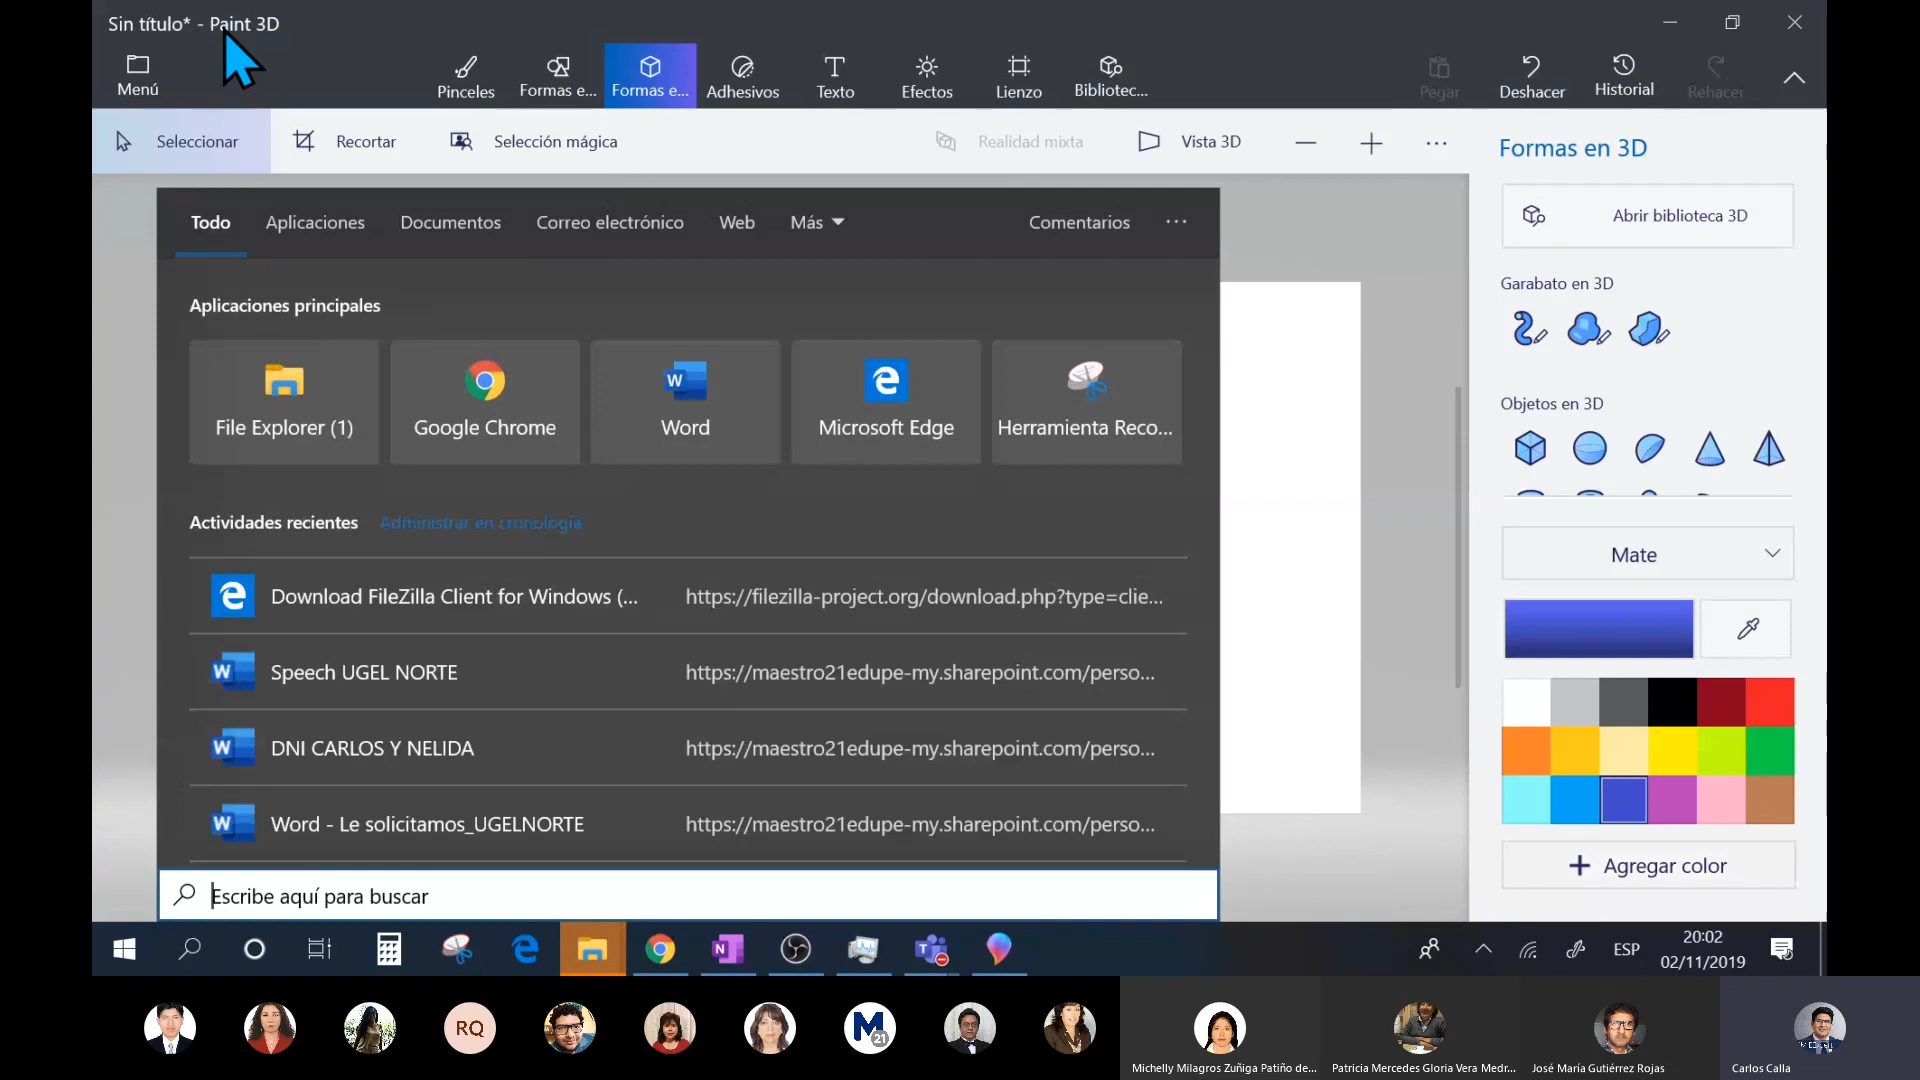 Sin título* - Paint 3D
Menú
Pinceles
Formas e...
Formas e...
Adhesivos
Texto
Efectos
Lienzo
Bibliotec...
Pegar
Deshacer
Historial
Rehacer
Seleccionar
Recortar
Selección mágica
Realidad mixta
Vista 3D
Formas en 3D
Abrir biblioteca 3D
Garabato en 3D
Objetos en 3D
Mate
Agregar color
Todo
Aplicaciones
Documentos
Correo electrónico
Web
Más
Comentarios
Aplicaciones principales
File Explorer (1)
Google Chrome
Word
Microsoft Edge
Herramienta Reco...
Actividades recientes
Administrar en cronología
Download FileZilla Client for Windows (...
https://filezilla-project.org/download.php?type=clie...
Speech UGEL NORTE
https://maestro21edupe-my.sharepoint.com/perso...
DNI CARLOS Y NELIDA
https://maestro21edupe-my.sharepoint.com/perso...
Word - Le solicitamos_UGELNORTE
https://maestro21edupe-my.sharepoint.com/perso...
Escribe aquí para buscar
ESP
20:02
02/11/2019
RQ
M
21
Michelly Milagros Zuñiga Patiño de...
Patricia Mercedes Gloria Vera Medr...
José María Gutiérrez Rojas
Carlos Calla